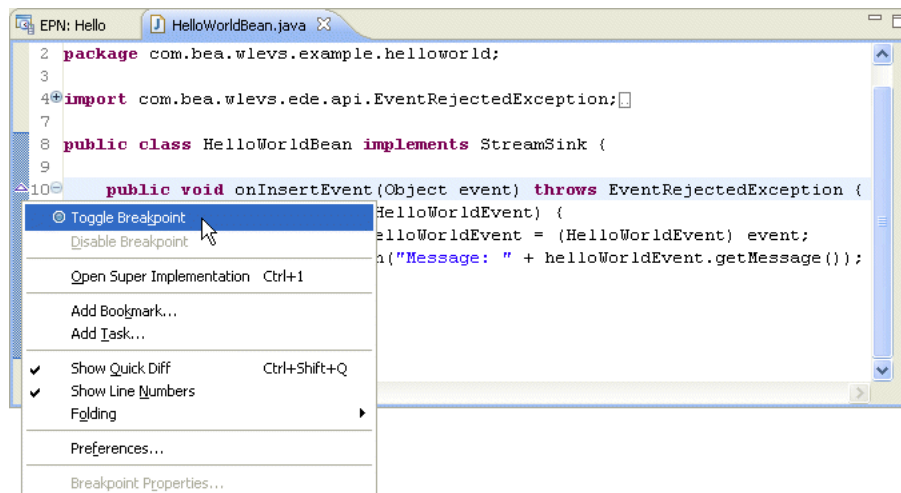 EPN: Hello HelloWorldBean.java
2 package com.bea.wlevs.example.helloworld;
3
4 import com.bea.wlevs.ede.api.EventRejectedException;
7
8 public class HelloWorldBean implements StreamSink {
9
10 public void onInsertEvent(Object event) throws EventRejectedException {
HelloWorldEvent) {
elloWorldEvent = (HelloWorldEvent) event;
n("Message: " + helloWorldEvent.getMessage());
Toggle Breakpoint
Disable Breakpoint
Open Super Implementation Ctrl+1
Add Bookmark...
Add Task...
Show Quick Diff Ctrl+Shift+Q
Show Line Numbers
Folding
Preferences...
Breakpoint Properties...